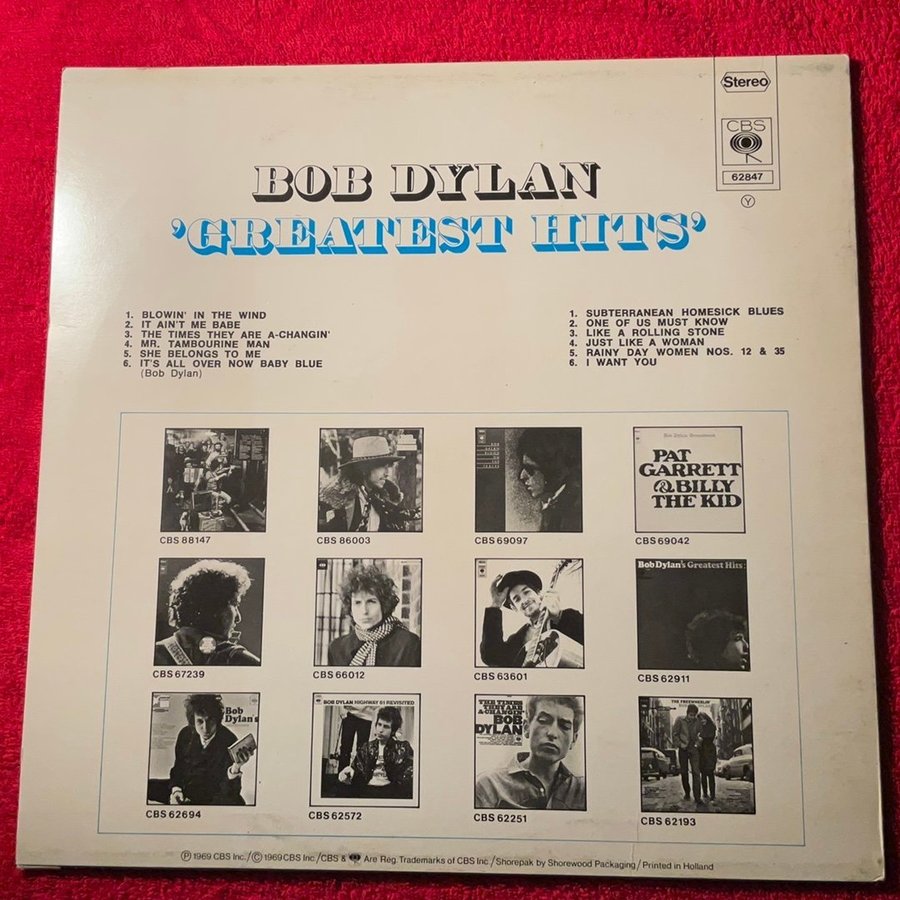 Stereo
CBS
62847
Y
BOB DYLAN
'GREATEST HITS'
1. BLOWIN' IN THE WIND
2. IT AIN'T ME BABE
3. THE TIMES THEY ARE A-CHANGIN'
4. MR. TAMBOURINE MAN
5. SHE BELONGS TO ME
6. IT'S ALL OVER NOW BABY BLUE
(Bob Dylan)
1. SUBTERRANEAN HOMESICK BLUES
2. ONE OF US MUST KNOW
3. LIKE A ROLLING STONE
4. JUST LIKE A WOMAN
5. RAINY DAY WOMEN NOS. 12 & 35
6. I WANT YOU
PAT
GARRETT
& BILLY
THE KID
CBS 88147
CBS 86003
CBS 69097
CBS 69042
Bob Dylan's Greatest Hits
CBS 67239
CBS 66012
CBS 63601
CBS 62911
Bob
Dylan's
BOB DYLAN HIGHWAY 61 REVISITED
THE TIMES
THEY ARE
A-CHANGIN'
BOB
DYLAN
THE FREEWHEELIN'
CBS 62694
CBS 62572
CBS 62251
CBS 62193
Ⓟ 1969 CBS Inc./Ⓒ 1969 CBS Inc./CBS & Are Reg. Trademarks of CBS Inc./Shorepak by Shorewood Packaging/Printed in Holland